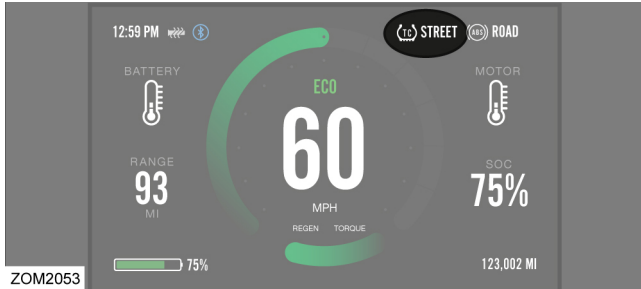 12:59 PM
TC STREET
ABS ROAD
BATTERY
MOTOR
ECO
60
MPH
RANGE
93
MI
SOC
75%
REGEN TORQUE
75%
123,002 MI
ZOM2053